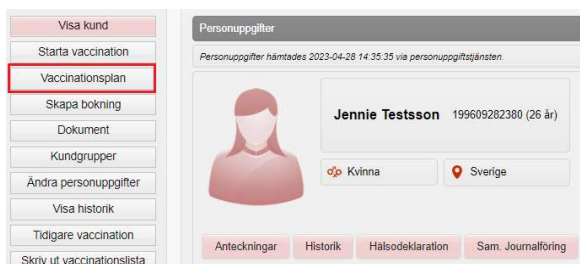 Visa kund
Starta vaccination
Vaccinationsplan
Skapa bokning
Dokument
Kundgrupper
Ändra personuppgifter
Visa historik
Tidigare vaccination
Skriv ut vaccinationslista
Personuppgifter
Personuppgifter hämtades 2023-04-28 14:35:35 via personuppgiftstjänsten.
Jennie Testsson 199609282380 (26 år)
Kvinna
Sverige
Anteckningar
Historik
Hälsodeklaration
Sam. Journalföring